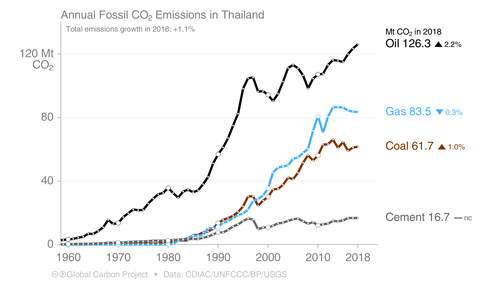 Annual Fossil CO₂ Emissions in Thailand
Total emissions growth in 2018: +1.1%
120 Mt
CO₂
80
40
0
1960 1970 1980 1990 2000 2010 2018
Mt CO₂ in 2018
Oil 126.3 ▲ 2.2%
Gas 83.5 ▼ 0.3%
Coal 61.7 ▲ 1.0%
Cement 16.7 — nc
Global Carbon Project • Data: CDIAC/UNFCCC/BP/USGS